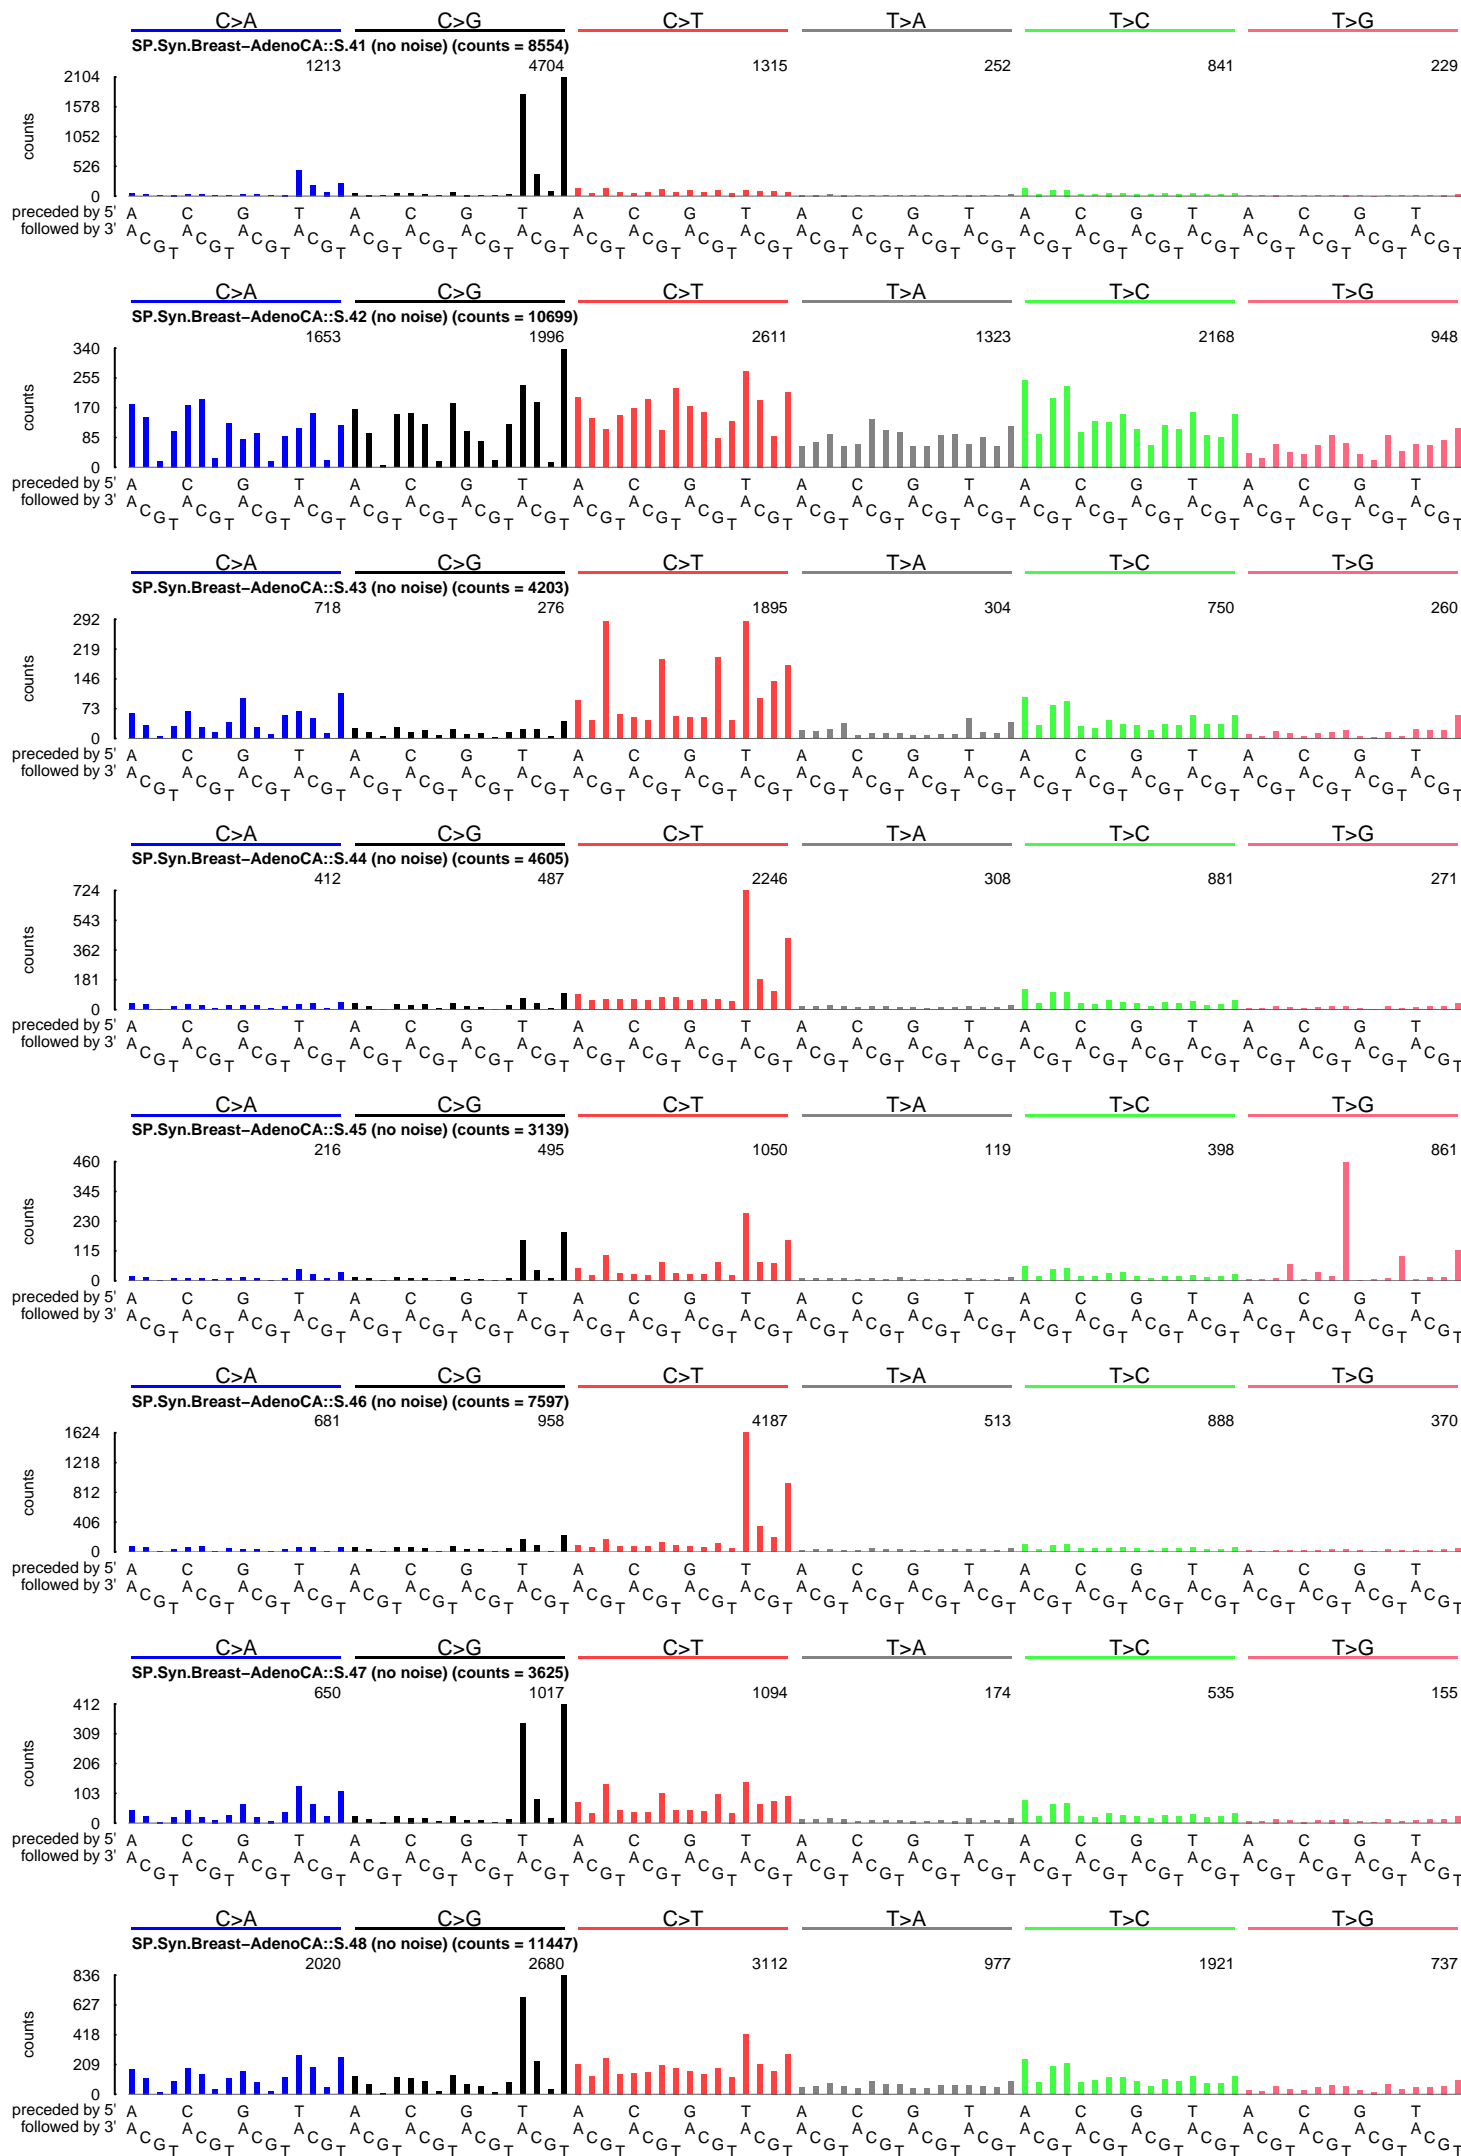 C>A C>G C>T T>A T>C T>G
SP.Syn.Breast−AdenoCA::S.41 (no noise) (counts = 8554)
1213 4704 1315 252 841 229
2104
1578
1052
526
0
counts
preceded by 5' A C G T A C G T A C G T A C G T A C G T A C G T
followed by 3' A C G T A C G T A C G T A C G T A C G T A C G T A C G T A C G T A C G T A C G T A C G T A C G T A C G T A C G T A C G T A C G T A C G T A C G T A C G T A C G T A C G T A C G T A C G T A C G T
C>A C>G C>T T>A T>C T>G
SP.Syn.Breast−AdenoCA::S.42 (no noise) (counts = 10699)
1653 1996 2611 1323 2168 948
340
255
170
85
0
counts
preceded by 5' A C G T A C G T A C G T A C G T A C G T A C G T
followed by 3' A C G T A C G T A C G T A C G T A C G T A C G T A C G T A C G T A C G T A C G T A C G T A C G T A C G T A C G T A C G T A C G T A C G T A C G T A C G T A C G T A C G T A C G T A C G T A C G T
C>A C>G C>T T>A T>C T>G
SP.Syn.Breast−AdenoCA::S.43 (no noise) (counts = 4203)
718 276 1895 304 750 260
292
219
146
73
0
counts
preceded by 5' A C G T A C G T A C G T A C G T A C G T A C G T
followed by 3' A C G T A C G T A C G T A C G T A C G T A C G T A C G T A C G T A C G T A C G T A C G T A C G T A C G T A C G T A C G T A C G T A C G T A C G T A C G T A C G T A C G T A C G T A C G T A C G T
C>A C>G C>T T>A T>C T>G
SP.Syn.Breast−AdenoCA::S.44 (no noise) (counts = 4605)
412 487 2246 308 881 271
724
543
362
181
0
counts
preceded by 5' A C G T A C G T A C G T A C G T A C G T A C G T
followed by 3' A C G T A C G T A C G T A C G T A C G T A C G T A C G T A C G T A C G T A C G T A C G T A C G T A C G T A C G T A C G T A C G T A C G T A C G T A C G T A C G T A C G T A C G T A C G T A C G T
C>A C>G C>T T>A T>C T>G
SP.Syn.Breast−AdenoCA::S.45 (no noise) (counts = 3139)
216 495 1050 119 398 861
460
345
230
115
0
counts
preceded by 5' A C G T A C G T A C G T A C G T A C G T A C G T
followed by 3' A C G T A C G T A C G T A C G T A C G T A C G T A C G T A C G T A C G T A C G T A C G T A C G T A C G T A C G T A C G T A C G T A C G T A C G T A C G T A C G T A C G T A C G T A C G T A C G T
C>A C>G C>T T>A T>C T>G
SP.Syn.Breast−AdenoCA::S.46 (no noise) (counts = 7597)
681 958 4187 513 888 370
1624
1218
812
406
0
counts
preceded by 5' A C G T A C G T A C G T A C G T A C G T A C G T
followed by 3' A C G T A C G T A C G T A C G T A C G T A C G T A C G T A C G T A C G T A C G T A C G T A C G T A C G T A C G T A C G T A C G T A C G T A C G T A C G T A C G T A C G T A C G T A C G T A C G T
C>A C>G C>T T>A T>C T>G
SP.Syn.Breast−AdenoCA::S.47 (no noise) (counts = 3625)
650 1017 1094 174 535 155
412
309
206
103
0
counts
preceded by 5' A C G T A C G T A C G T A C G T A C G T A C G T
followed by 3' A C G T A C G T A C G T A C G T A C G T A C G T A C G T A C G T A C G T A C G T A C G T A C G T A C G T A C G T A C G T A C G T A C G T A C G T A C G T A C G T A C G T A C G T A C G T A C G T
C>A C>G C>T T>A T>C T>G
SP.Syn.Breast−AdenoCA::S.48 (no noise) (counts = 11447)
2020 2680 3112 977 1921 737
836
627
418
209
0
counts
preceded by 5' A C G T A C G T A C G T A C G T A C G T A C G T
followed by 3' A C G T A C G T A C G T A C G T A C G T A C G T A C G T A C G T A C G T A C G T A C G T A C G T A C G T A C G T A C G T A C G T A C G T A C G T A C G T A C G T A C G T A C G T A C G T A C G T